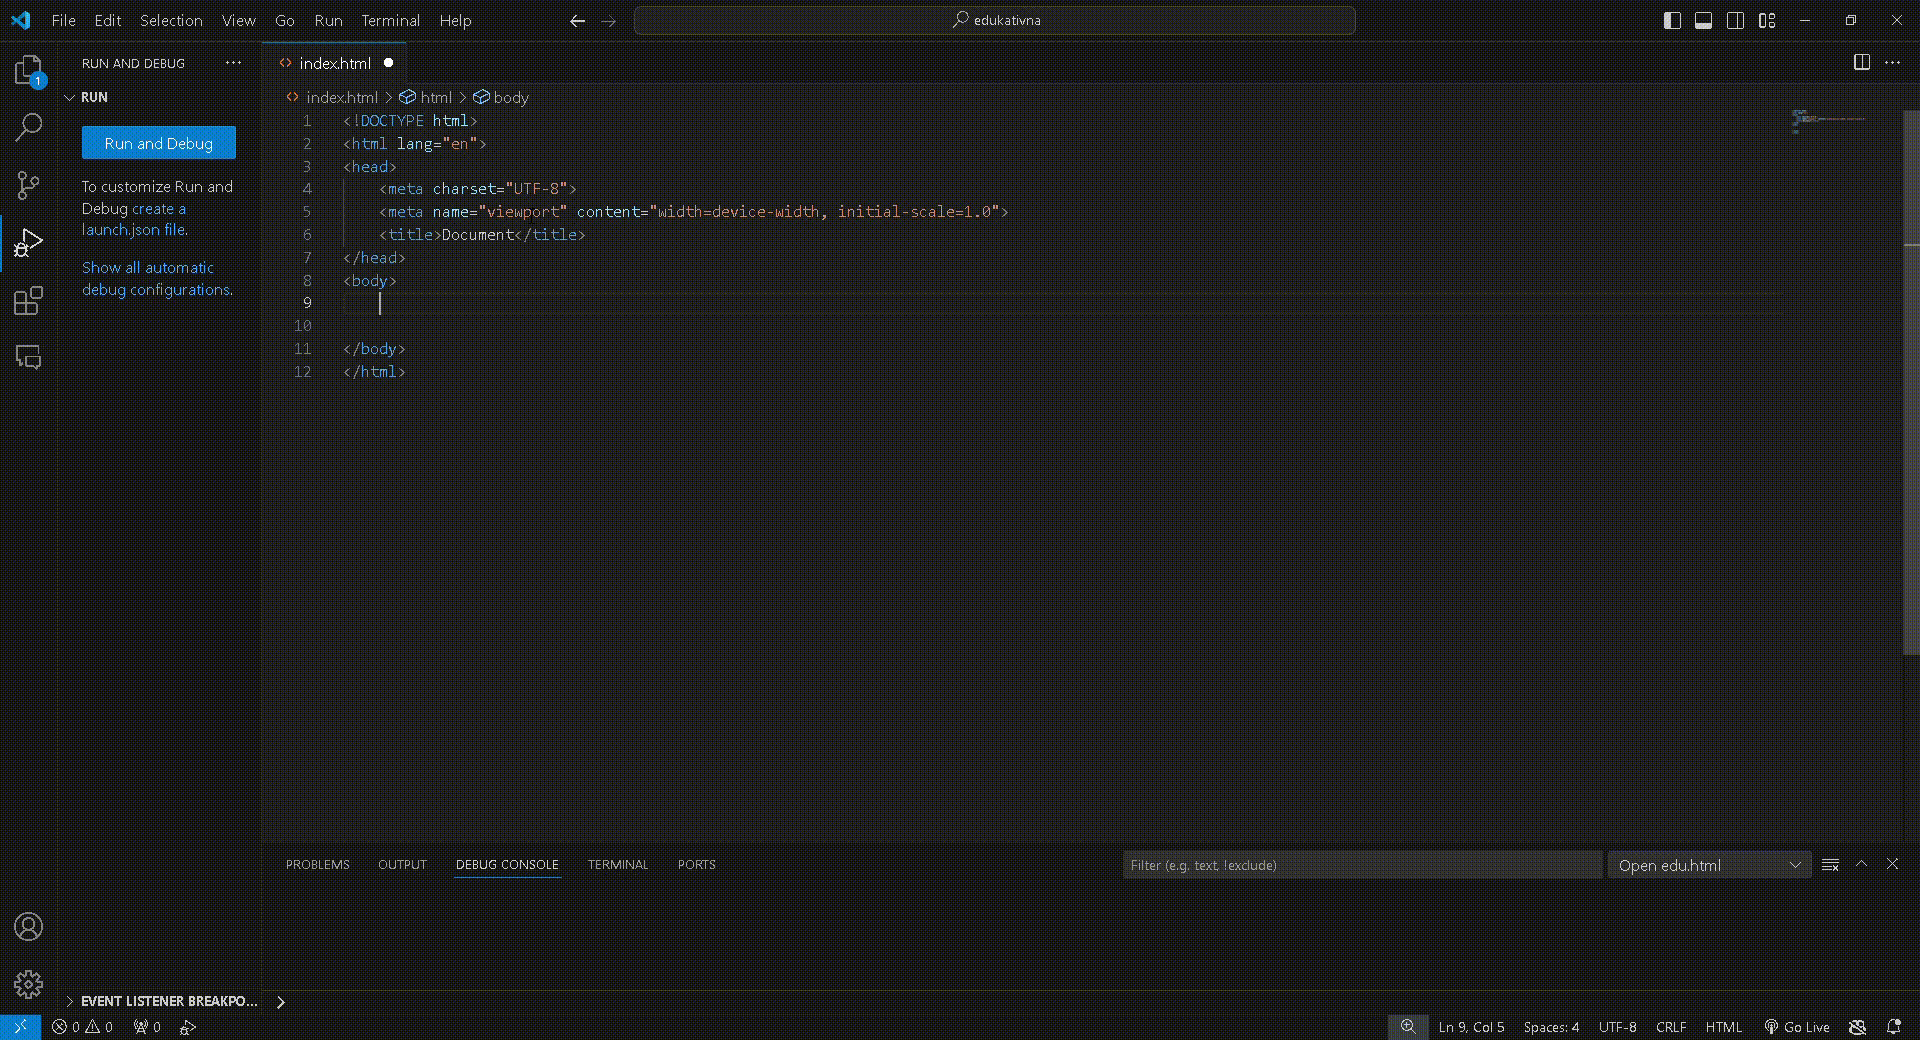 File Edit Selection View Go Run Terminal Help
edukativna
1
RUN AND DEBUG
RUN
Run and Debug
To customize Run and
Debug create a
launch.json file.
Show all automatic
debug configurations.
EVENT LISTENER BREAKPO...
index.html
index.html > html > body
1 <!DOCTYPE html>
2 <html lang="en">
3 <head>
4 <meta charset="UTF-8">
5 <meta name="viewport" content="width=device-width, initial-scale=1.0">
6 <title>Document</title>
7 </head>
8 <body>
9
10
11 </body>
12 </html>
PROBLEMS OUTPUT DEBUG CONSOLE TERMINAL PORTS
Filter (e.g. text, !exclude)
Open edu.html
0 0 0
Ln 9, Col 5 Spaces: 4 UTF-8 CRLF HTML Go Live